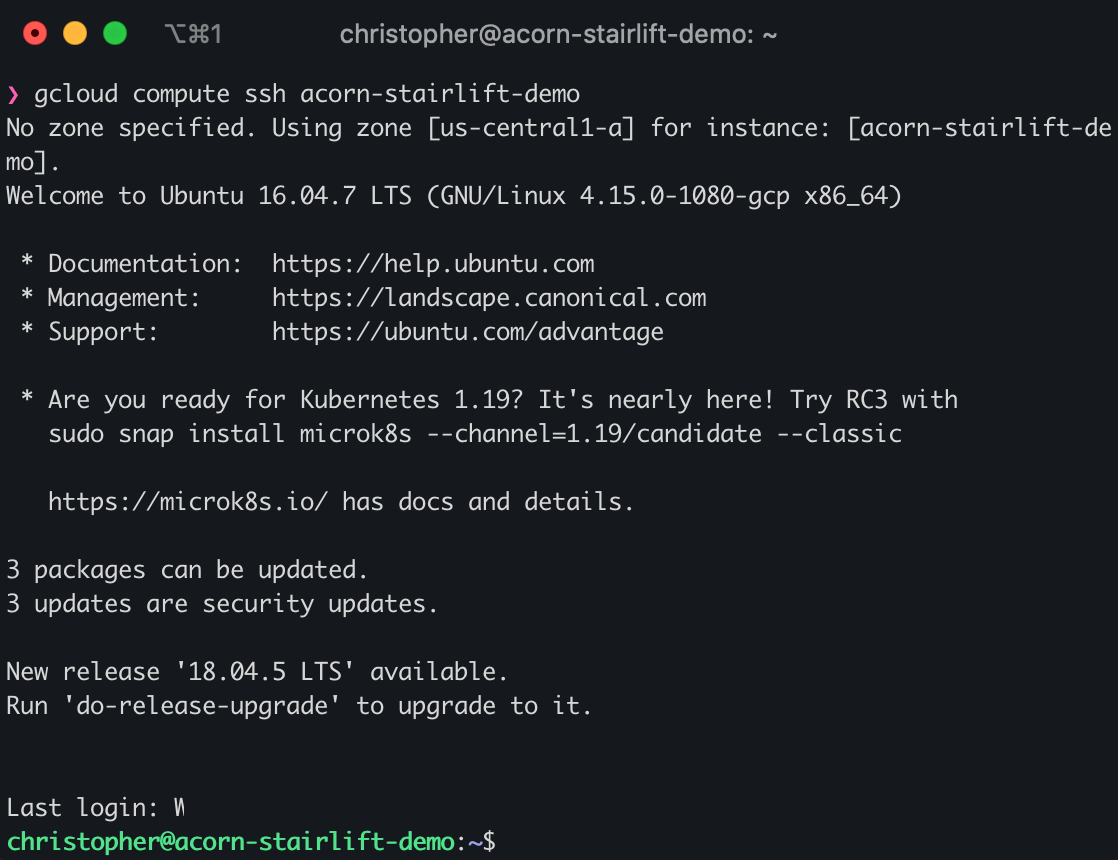 ⌥⌘1 christopher@acorn-stairlift-demo: ~
❯ gcloud compute ssh acorn-stairlift-demo
No zone specified. Using zone [us-central1-a] for instance: [acorn-stairlift-de
mo].
Welcome to Ubuntu 16.04.7 LTS (GNU/Linux 4.15.0-1080-gcp x86_64)
* Documentation:  https://help.ubuntu.com
* Management:     https://landscape.canonical.com
* Support:        https://ubuntu.com/advantage
* Are you ready for Kubernetes 1.19? It's nearly here! Try RC3 with
sudo snap install microk8s --channel=1.19/candidate --classic
https://microk8s.io/ has docs and details.
3 packages can be updated.
3 updates are security updates.
New release '18.04.5 LTS' available.
Run 'do-release-upgrade' to upgrade to it.
Last login: W
christopher@acorn-stairlift-demo:~$